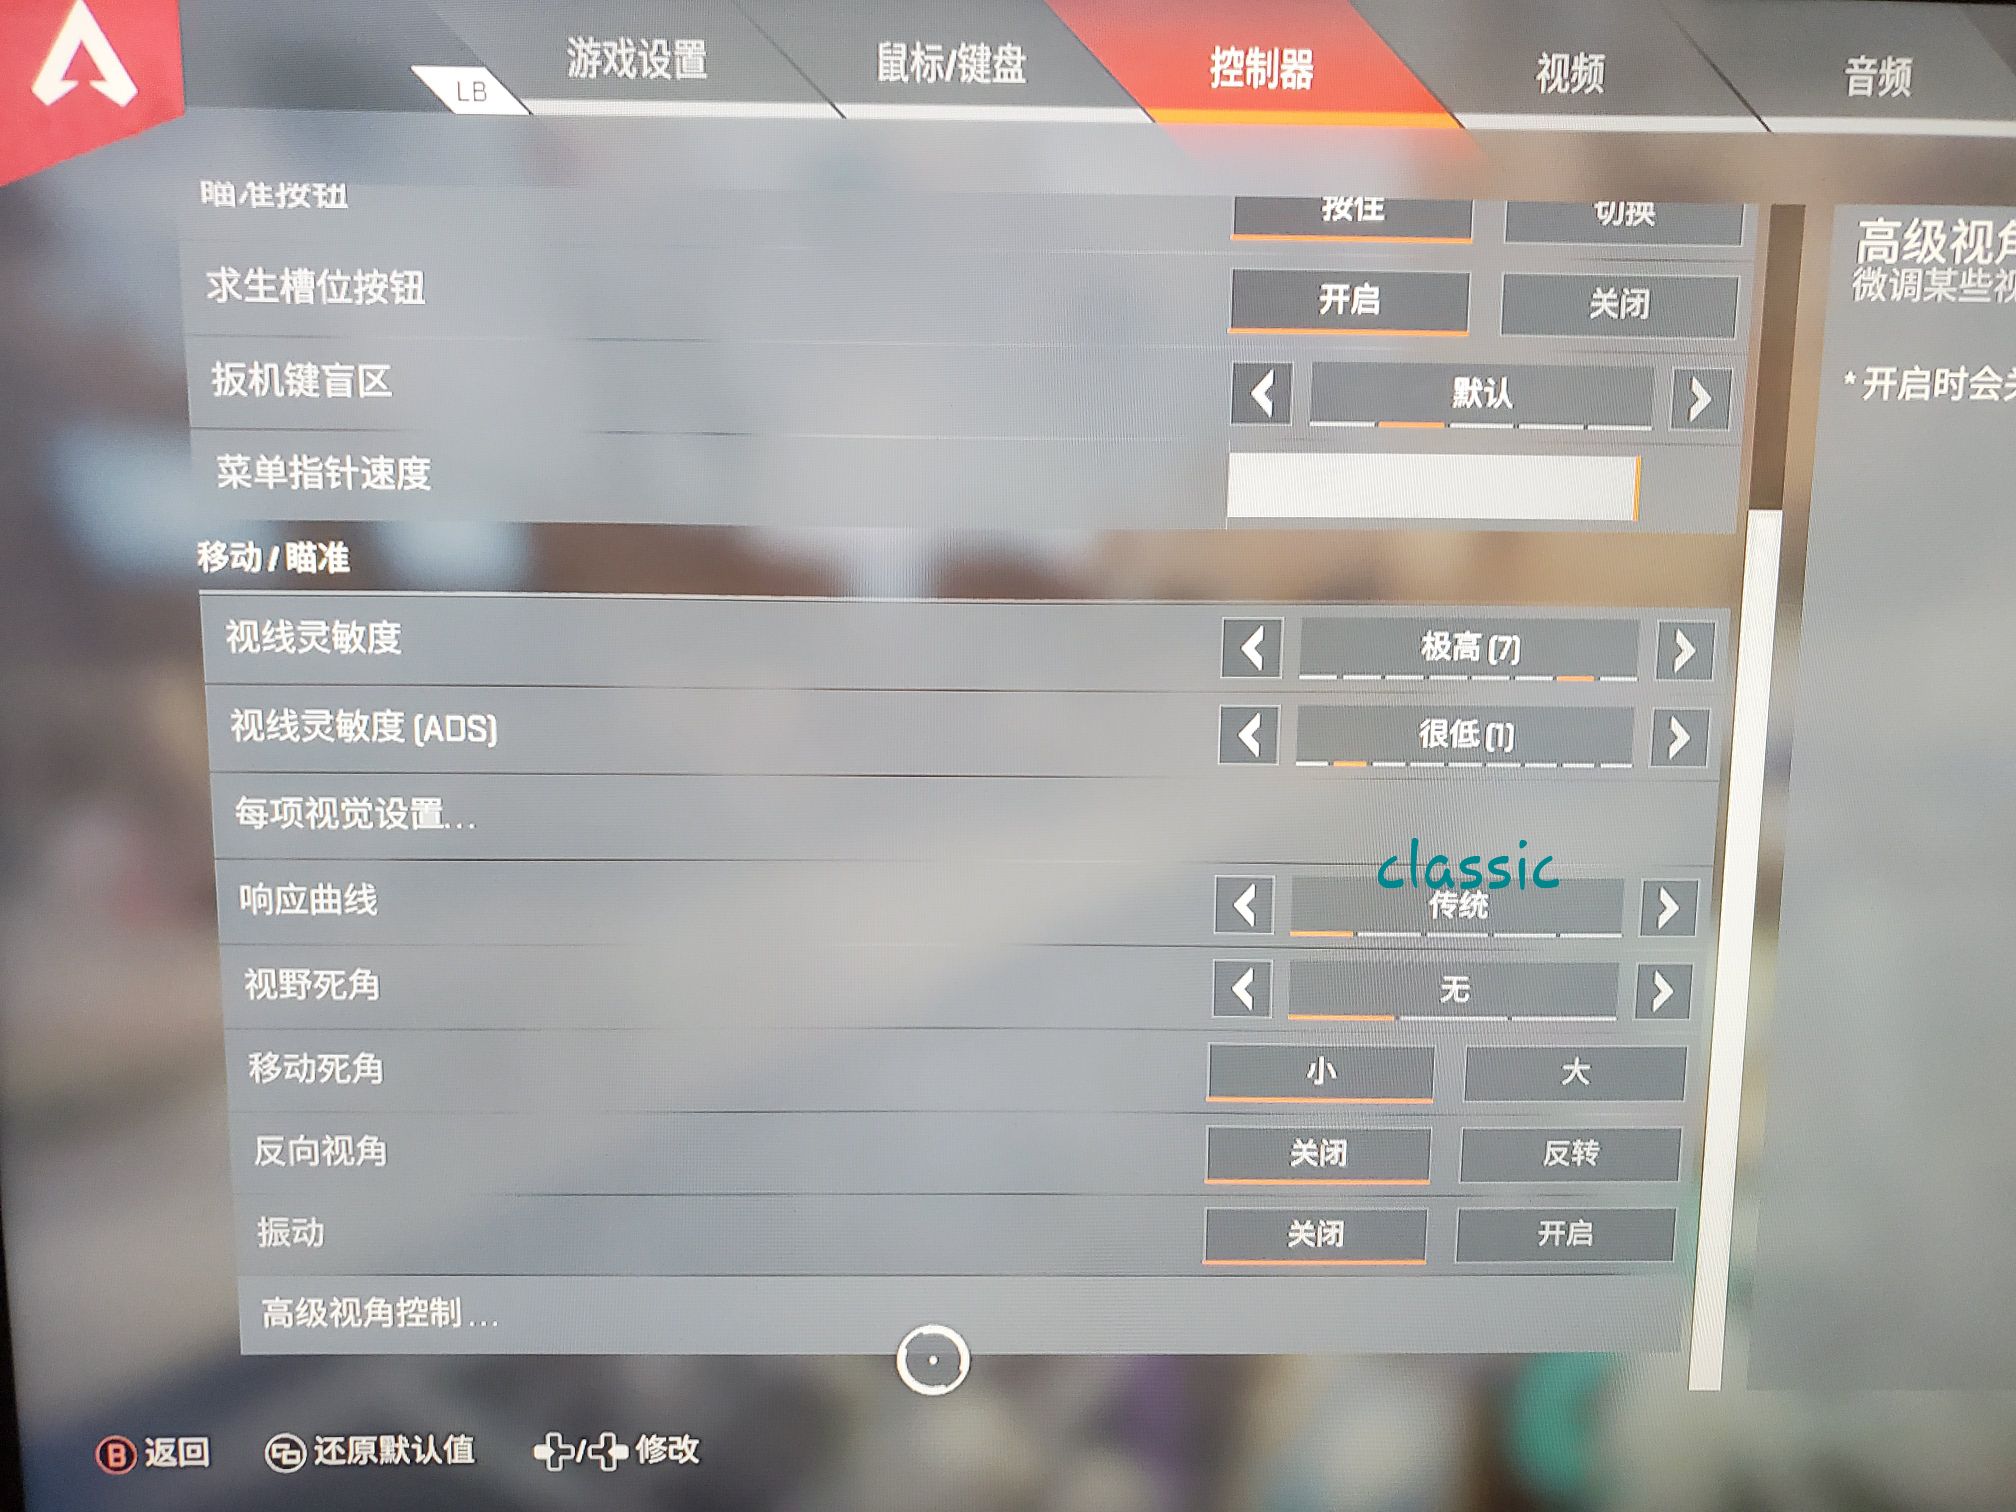 LB 游戏设置 鼠标/键盘 控制器 视频 音频
瞄准按钮 按住 切换
求生槽位按钮 开启 关闭
扳机键盲区 默认
菜单指针速度
移动/瞄准
视线灵敏度 极高(7)
视线灵敏度(ADS) 很低(1)
每项视觉设置...
classic
响应曲线 传统
视野死角 无
移动死角 小 大
反向视角 关闭 反转
振动 关闭 开启
高级视角控制...
高级视角
微调某些视
*开启时会关
B 返回 还原默认值 / 修改